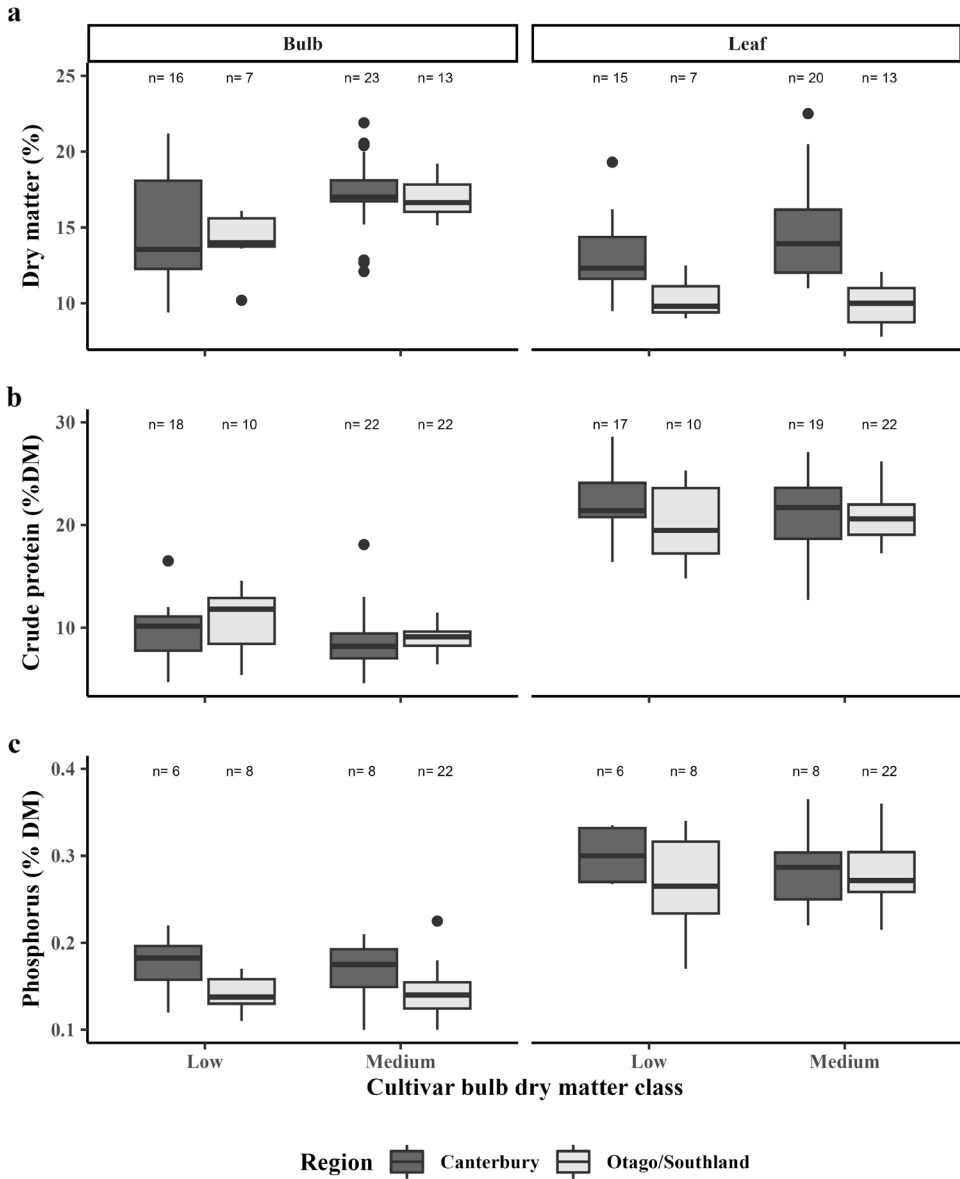 a
Bulb
Leaf
n= 16
n= 7
n= 23
n= 13
n= 15
n= 7
n= 20
n= 13
Dry matter (%)
25
20
15
10
b
n= 18
n= 10
n= 22
n= 22
n= 17
n= 10
n= 19
n= 22
Crude protein (%DM)
30
20
10
c
n= 6
n= 8
n= 8
n= 22
n= 6
n= 8
n= 8
n= 22
Phosphorus (% DM)
0.4
0.3
0.2
0.1
Low
Medium
Low
Medium
Cultivar bulb dry matter class
Region Canterbury Otago/Southland